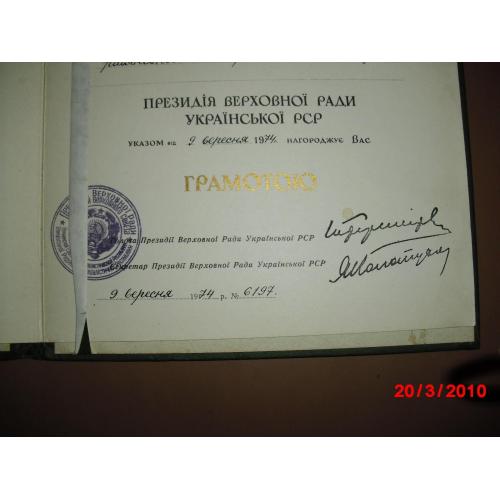 ПРЕЗИДІЯ ВЕРХОВНОЇ РАДИ
УКРАЇНСЬКОЇ РСР
УКАЗОМ від 9 вересня 1974. НАГОРОДЖУЄ ВАС
ГРАМОТОЮ
Голова Президії Верховної Ради Української РСР
Секретар Президії Верховної Ради Української РСР
9 вересня 1974 р. № 6197.
20/3/2010